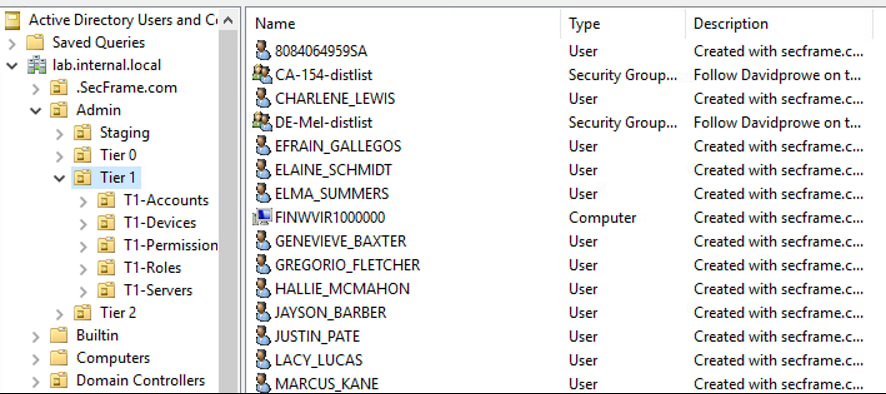 Active Directory Users and Co
Saved Queries
lab.internal.local
.SecFrame.com
Admin
Staging
Tier 0
Tier 1
T1-Accounts
T1-Devices
T1-Permission
T1-Roles
T1-Servers
Tier 2
Builtin
Computers
Domain Controllers
Name Type Description
8084064959SA User Created with secframe.c...
CA-154-distlist Security Group... Follow Davidprowe on t...
CHARLENE_LEWIS User Created with secframe.c...
DE-Mel-distlist Security Group... Follow Davidprowe on t...
EFRAIN_GALLEGOS User Created with secframe.c...
ELAINE_SCHMIDT User Created with secframe.c...
ELMA_SUMMERS User Created with secframe.c...
FINWVIR1000000 Computer Created with secframe.c...
GENEVIEVE_BAXTER User Created with secframe.c...
GREGORIO_FLETCHER User Created with secframe.c...
HALLIE_MCMAHON User Created with secframe.c...
JAYSON_BARBER User Created with secframe.c...
JUSTIN_PATE User Created with secframe.c...
LACY_LUCAS User Created with secframe.c...
MARCUS_KANE User Created with secframe.c...